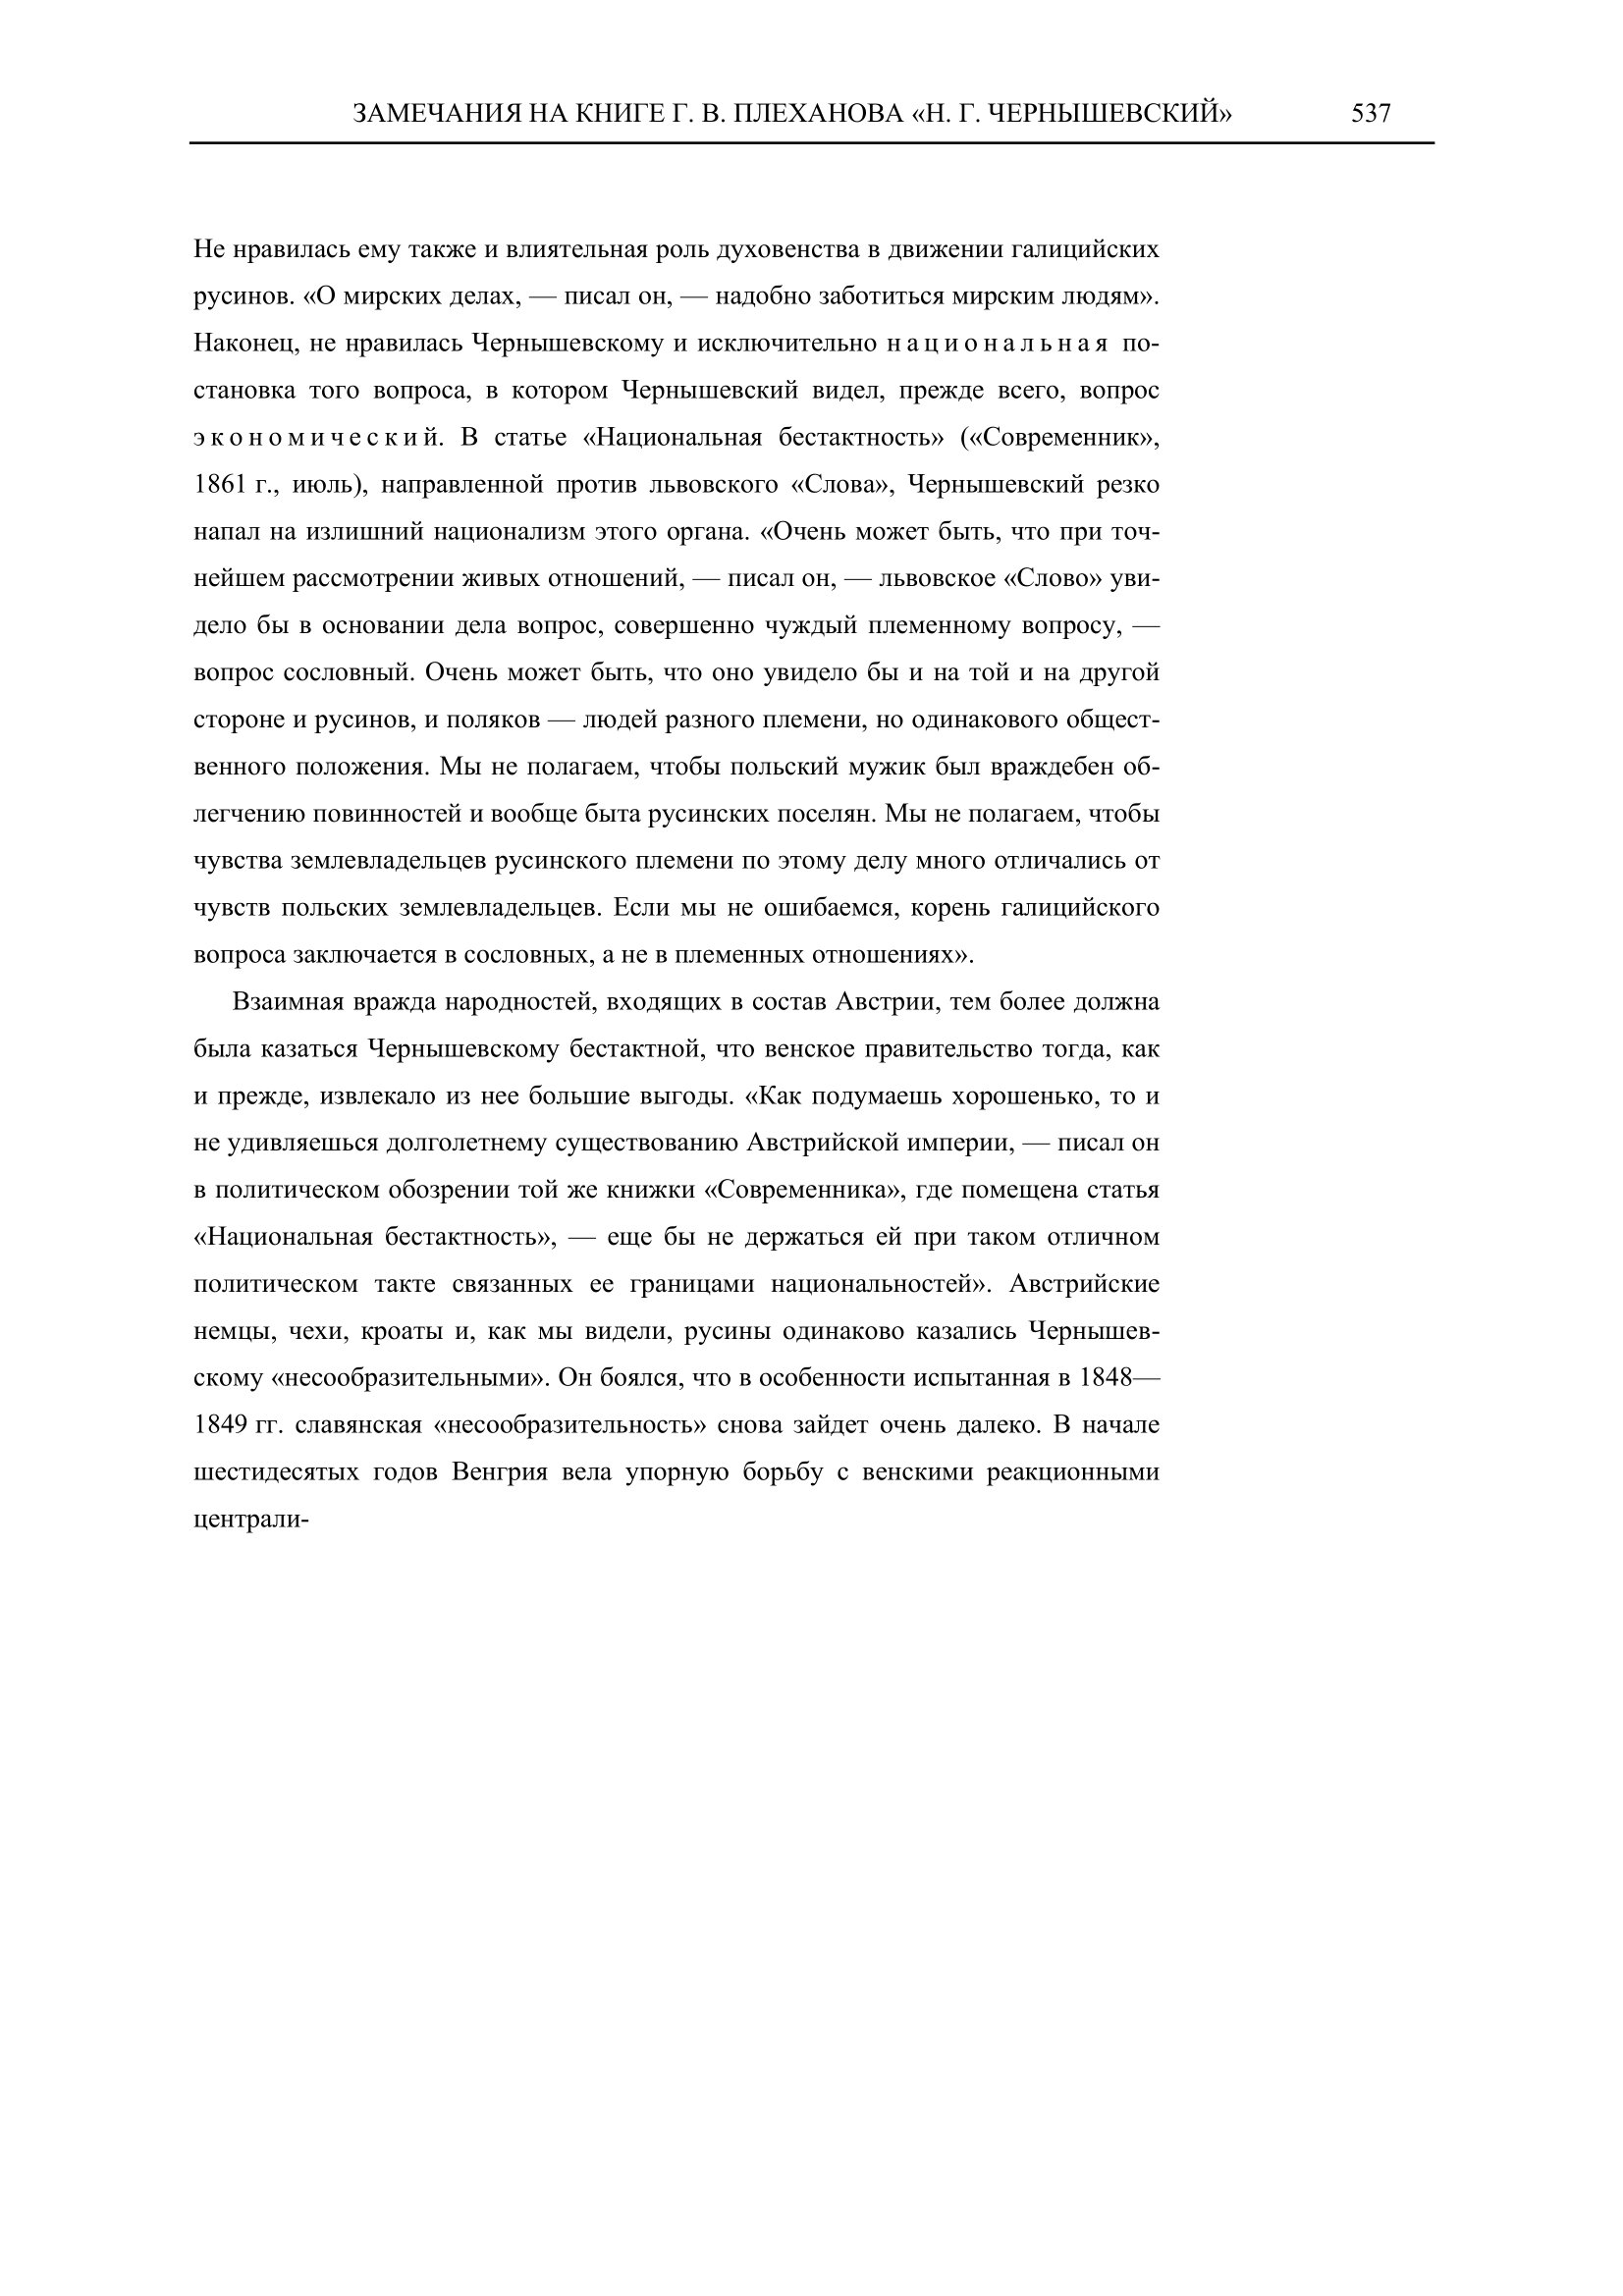 ЗАМЕЧАНИЯ НА КНИГЕ Г. В. ПЛЕХАНОВА «Н. Г. ЧЕРНЫШЕВСКИЙ» 537
Не нравилась ему также и влиятельная роль духовенства в движении галицийских
русинов. «О мирских делах, — писал он, — надобно заботиться мирским людям».
Наконец, не нравилась Чернышевскому и исключительно национальная по-
становка того вопроса, в котором Чернышевский видел, прежде всего, вопрос
экономический. В статье «Национальная бестактность» («Современник»,
1861 г., июль), направленной против львовского «Слова», Чернышевский резко
напал на излишний национализм этого органа. «Очень может быть, что при точ-
нейшем рассмотрении живых отношений, — писал он, — львовское «Слово» уви-
дело бы в основании дела вопрос, совершенно чуждый племенному вопросу, —
вопрос сословный. Очень может быть, что оно увидело бы и на той и на другой
стороне и русинов, и поляков — людей разного племени, но одинакового общест-
венного положения. Мы не полагаем, чтобы польский мужик был враждебен об-
легчению повинностей и вообще быта русинских поселян. Мы не полагаем, чтобы
чувства землевладельцев русинского племени по этому делу много отличались от
чувств польских землевладельцев. Если мы не ошибаемся, корень галицийского
вопроса заключается в сословных, а не в племенных отношениях».
Взаимная вражда народностей, входящих в состав Австрии, тем более должна
была казаться Чернышевскому бестактной, что венское правительство тогда, как
и прежде, извлекало из нее большие выгоды. «Как подумаешь хорошенько, то и
не удивляешься долголетнему существованию Австрийской империи, — писал он
в политическом обозрении той же книжки «Современника», где помещена статья
«Национальная бестактность», — еще бы не держаться ей при таком отличном
политическом такте связанных ее границами национальностей». Австрийские
немцы, чехи, кроаты и, как мы видели, русины одинаково казались Чернышев-
скому «несообразительными». Он боялся, что в особенности испытанная в 1848—
1849 гг. славянская «несообразительность» снова зайдет очень далеко. В начале
шестидесятых годов Венгрия вела упорную борьбу с венскими реакционными
централи-